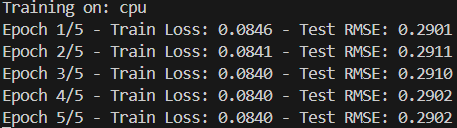 Training on: cpu
Epoch 1/5 - Train Loss: 0.0846 - Test RMSE: 0.2901
Epoch 2/5 - Train Loss: 0.0841 - Test RMSE: 0.2911
Epoch 3/5 - Train Loss: 0.0840 - Test RMSE: 0.2910
Epoch 4/5 - Train Loss: 0.0840 - Test RMSE: 0.2902
Epoch 5/5 - Train Loss: 0.0840 - Test RMSE: 0.2902